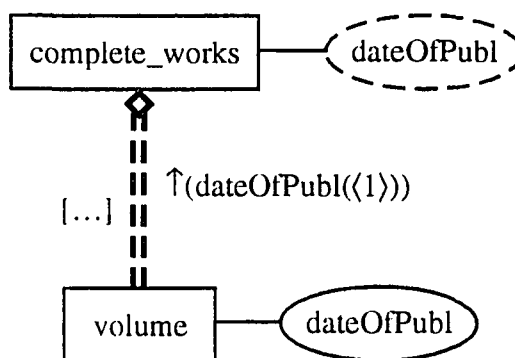 complete_works
dateOfPubl
↑(dateOfPubl(⟨1⟩))
[...]
volume
dateOfPubl